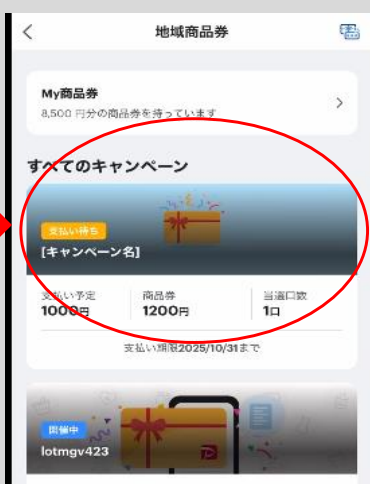 地域商品券
My商品券
8,500 円分の商品券を持っています
すべてのキャンペーン
支払い待ち
[キャンペーン名]
支払い予定 商品券 当選口数
1000円 1200円 1口
支払い期限2025/10/31まで
開催中
lotmgv423